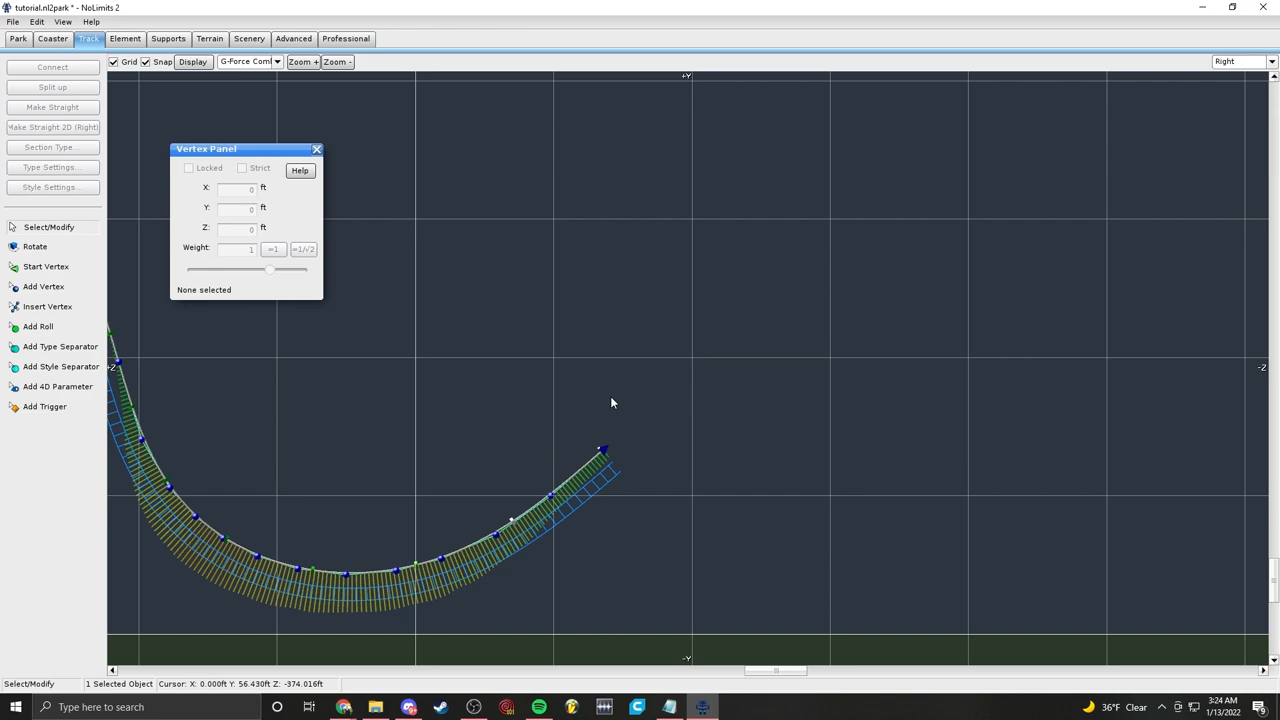 tutorial.nl2park * - NoLimits 2
File Edit View Help
Park Coaster Track Element Supports Terrain Scenery Advanced Professional
Connect
Split up
Make Straight
Make Straight 2D (Right)
Section Type...
Type Settings...
Style Settings...
Select/Modify
Rotate
Start Vertex
Add Vertex
Insert Vertex
Add Roll
Add Type Separator
Add Style Separator
Add 4D Parameter
Add Trigger
Grid Snap Display G-Force Com Zoom + Zoom - Right
+Y
Vertex Panel
Locked Strict Help
X: 0 ft
Y: 0 ft
Z: 0 ft
Weight: 1 =1 =1/√2
None selected
+Z
-Z
-Y
Select/Modify 1 Selected Object Cursor: X: 0.000ft Y: 56.430ft Z: -374.016ft
Type here to search
36°F Clear
3:24 AM
1/13/2022